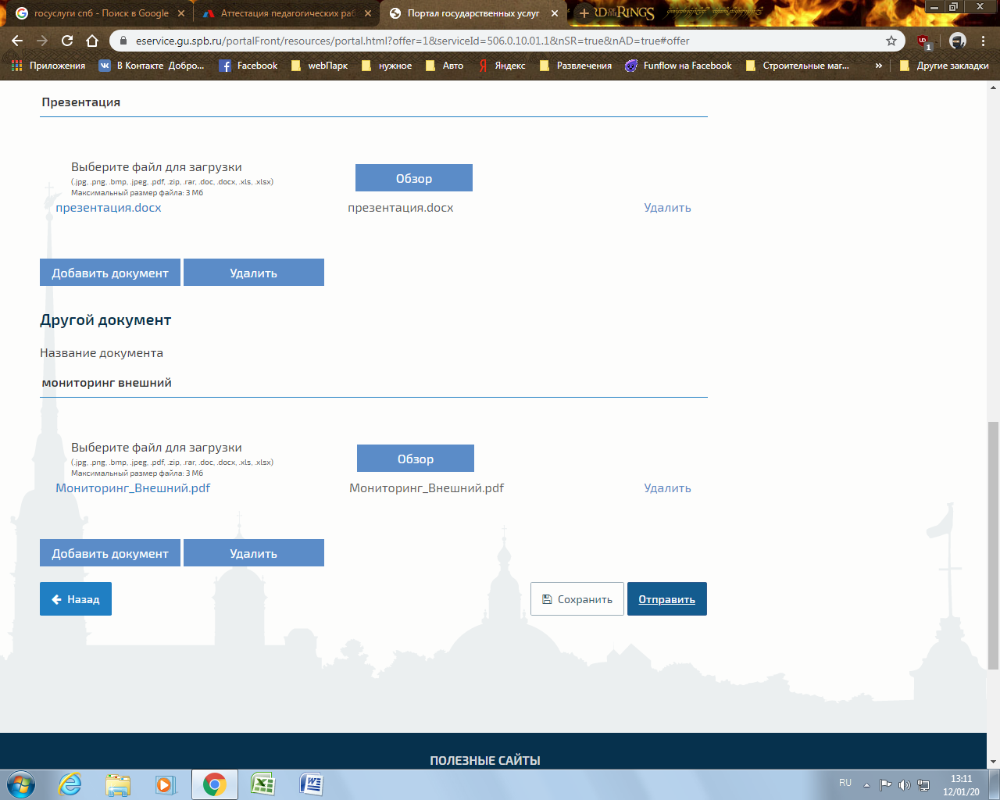 госуслуги спб - Поиск в Google
Аттестация педагогических раб
Портал государственных услуг
RD OF THE RINGS
eservice.gu.spb.ru/portalFront/resources/portal.html?offer=1&serviceId=506.0.10.01.1&nSR=true&nAD=true#offer
1
Приложения
В Контакте Добро...
Facebook
webПарк
нужное
Авто
Яндекс
Развлечения
Funflow на Facebook
Строительные маг...
»
Другие закладки
Презентация
Выберите файл для загрузки
(.jpg, .png, .bmp, .jpeg, .pdf, .zip, .rar, .doc, .docx, .xls, .xlsx)
Максимальный размер файла: 3 Мб
Обзор
презентация.docx
презентация.docx
Удалить
Добавить документ
Удалить
Другой документ
Название документа
мониторинг внешний
Выберите файл для загрузки
(.jpg, .png, .bmp, .jpeg, .pdf, .zip, .rar, .doc, .docx, .xls, .xlsx)
Максимальный размер файла: 3 Мб
Обзор
Мониторинг_Внешний.pdf
Мониторинг_Внешний.pdf
Удалить
Добавить документ
Удалить
Назад
Сохранить
Отправить
ПОЛЕЗНЫЕ САЙТЫ
RU
13:11
12/01/20